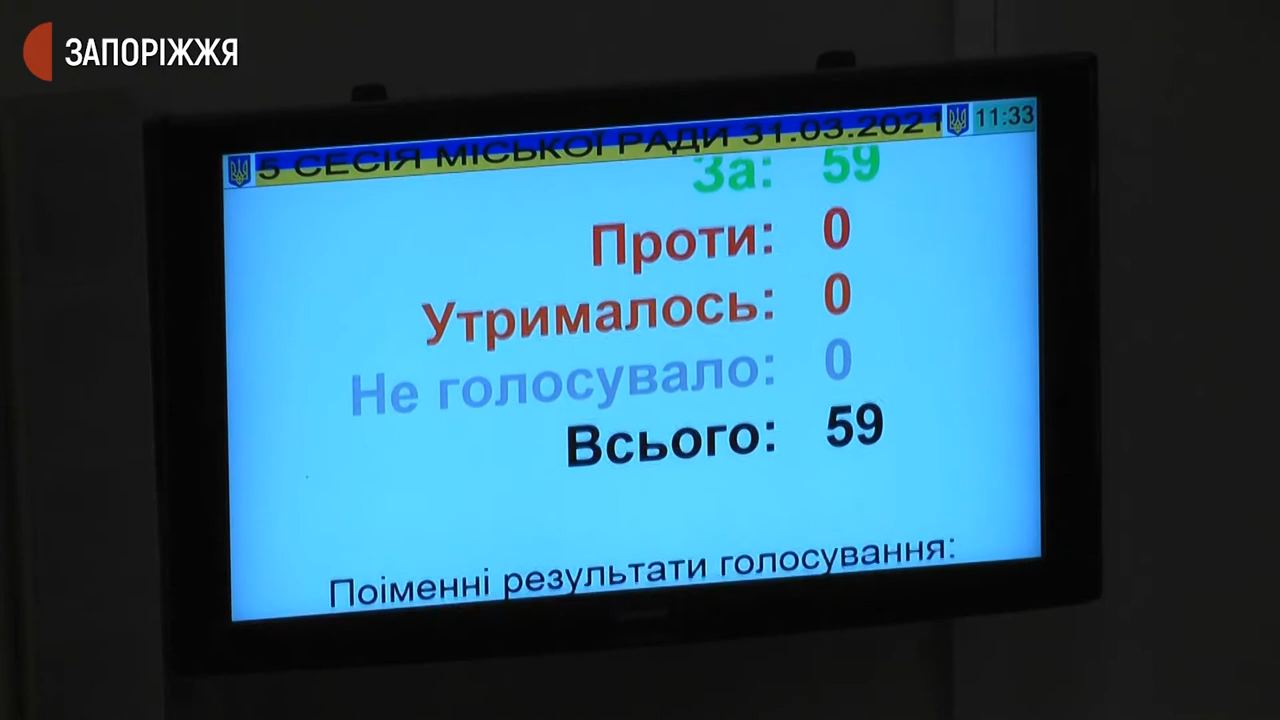 ЗАПОРІЖЖЯ
5 СЕСІЯ МІСЬКОЇ РАДИ 31.03.2021 11:33
За: 59
Проти: 0
Утрималось: 0
Не голосувало: 0
Всього: 59
Поіменні результати голосування: